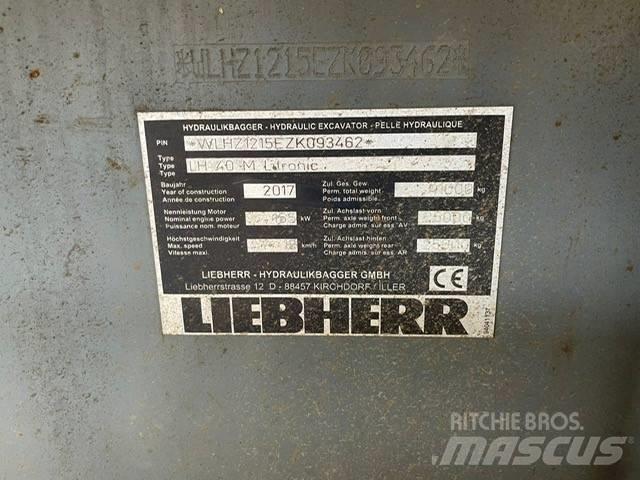 *WLHZ1215EZK093462*
HYDRAULIKBAGGER - HYDRAULIC EXCAVATOR - PELLE HYDRAULIQUE
PIN *WLHZ1215EZK093462*
Type
Type LH 40 M Litronic
Type
Baujahr Zul. Ges. Gew.
Year of construction 2017 Perm. total weight kg
Année de construction Poids admissible
Nennleistung Motor Zul. Achslast vorn
Nominal engine power kW Perm. axle weight front kg
Puissance nom. moteur Charge admis. sur ess. AV
Höchstgeschwindigkeit Zul. Achslast hinten
Max. speed km/h Perm. axle weight rear kg
Vitesse maxi. Charge admis. sur ess. AR
LIEBHERR - HYDRAULIKBAGGER GMBH
Liebherrstrasse 12 D - 88457 KIRCHDORF / ILLER
CE
LIEBHERR
RITCHIE BROS.
MASCUS